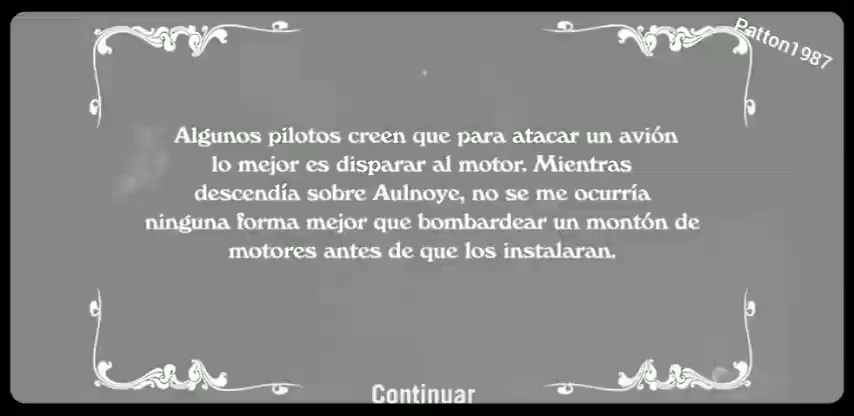 Patton1987
Algunos pilotos creen que para atacar un avión
lo mejor es disparar al motor. Mientras
descendía sobre Aulnoye, no se me ocurría
ninguna forma mejor que bombardear un montón de
motores antes de que los instalaran.
Continuar